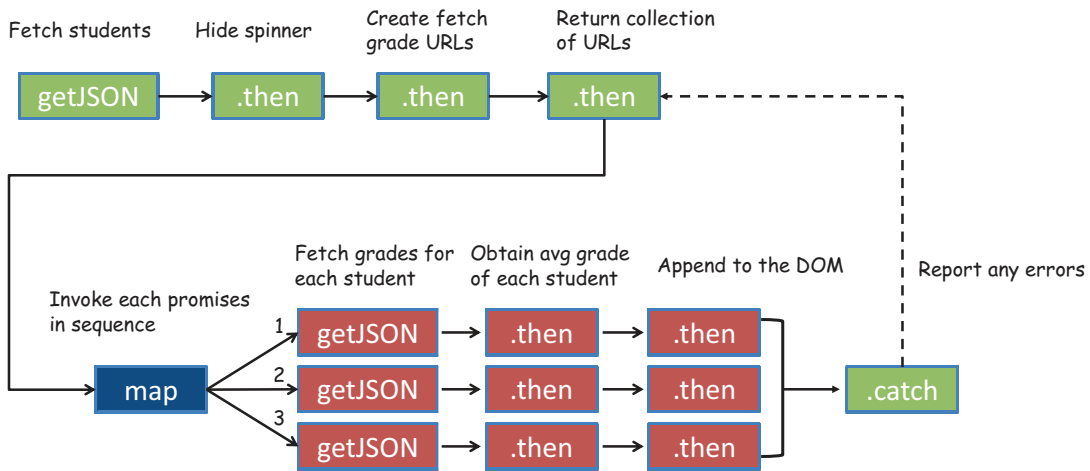 Fetch students
Hide spinner
Create fetch
grade URLs
Return collection
of URLs
getJSON
.then
.then
.then
Fetch grades for
each student
Obtain avg grade
of each student
Append to the DOM
Report any errors
Invoke each promises
in sequence
1
getJSON
.then
.then
map
2
getJSON
.then
.then
.catch
3
getJSON
.then
.then